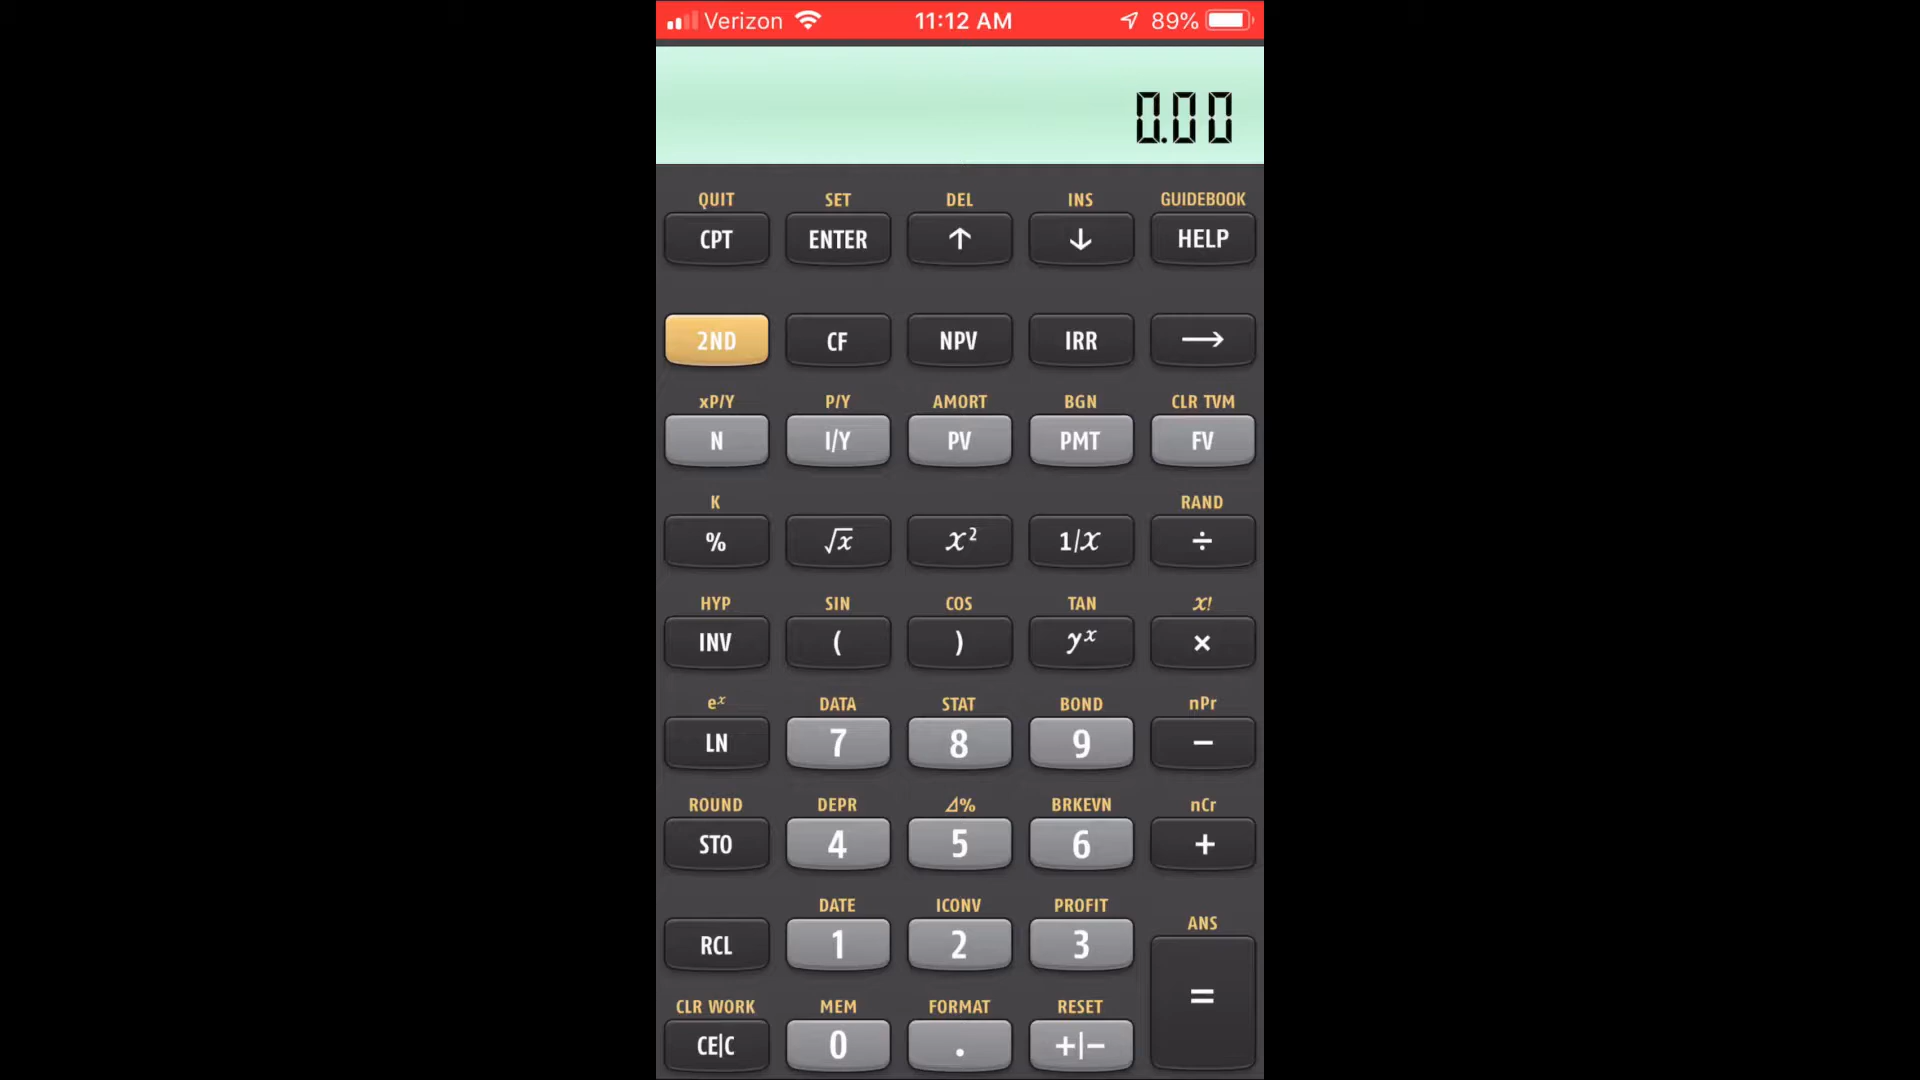 Verizon 11:12 AM 89%
0.00
QUIT SET DEL INS GUIDEBOOK
CPT ENTER ↑ ↓ HELP
2ND CF NPV IRR →
xP/Y P/Y AMORT BGN CLR TVM
N I/Y PV PMT FV
K RAND
% √x x² 1/x ÷
HYP SIN COS TAN x!
INV ( ) yˣ ×
eˣ DATA STAT BOND nPr
LN 7 8 9 −
ROUND DEPR ⊿% BRKEVN nCr
STO 4 5 6 +
DATE ICONV PROFIT ANS
RCL 1 2 3 =
CLR WORK MEM FORMAT RESET
CE|C 0 . +|−